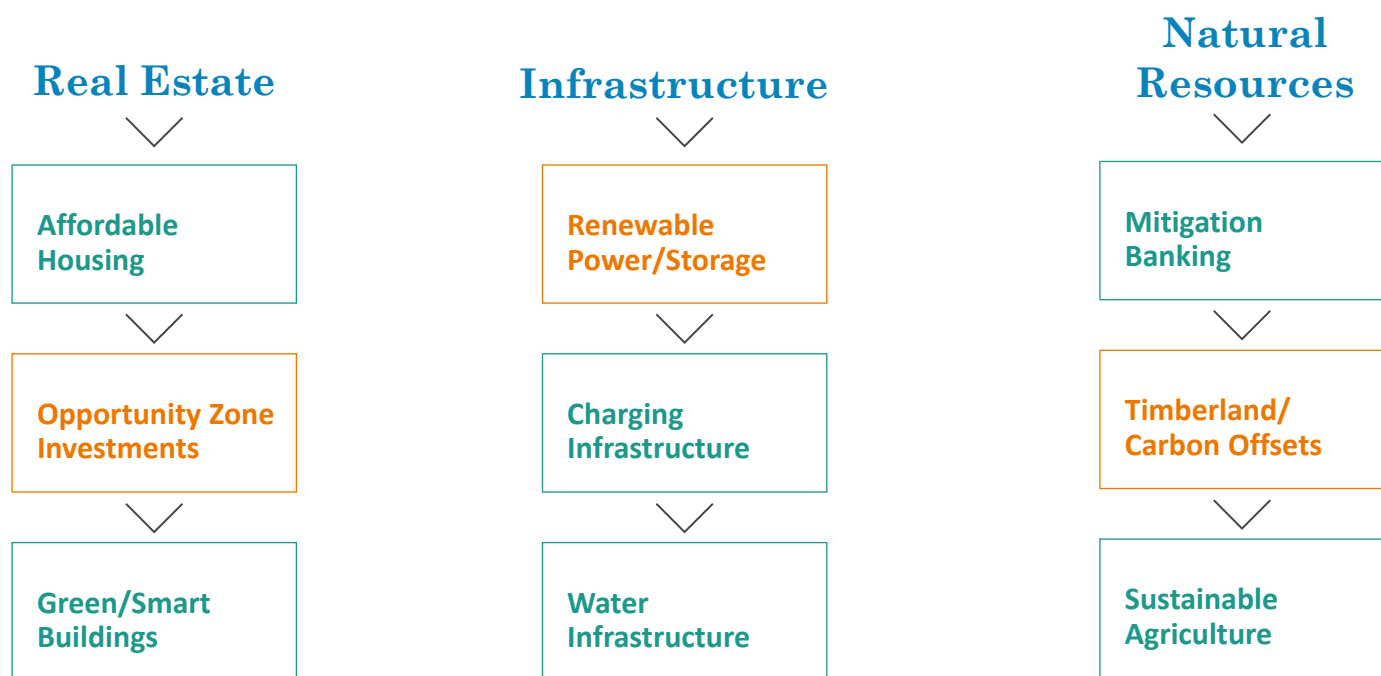 Real Estate
Affordable
Housing
Opportunity Zone
Investments
Green/Smart
Buildings
Infrastructure
Renewable
Power/Storage
Charging
Infrastructure
Water
Infrastructure
Natural
Resources
Mitigation
Banking
Timberland/
Carbon Offsets
Sustainable
Agriculture